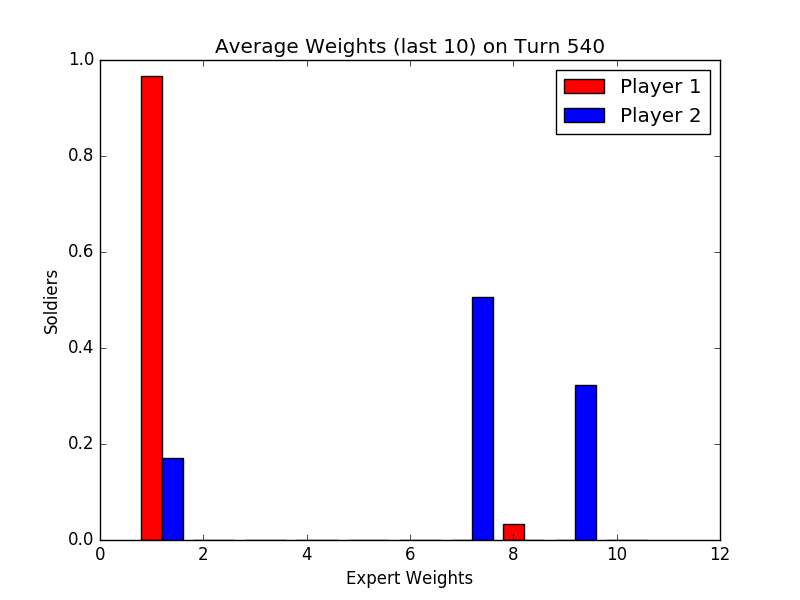 Average Weights (last 10) on Turn 540
1.0
0.8
0.6
0.4
0.2
0.0
Soldiers
Player 1
Player 2
0 2 4 6 8 10 12
Expert Weights